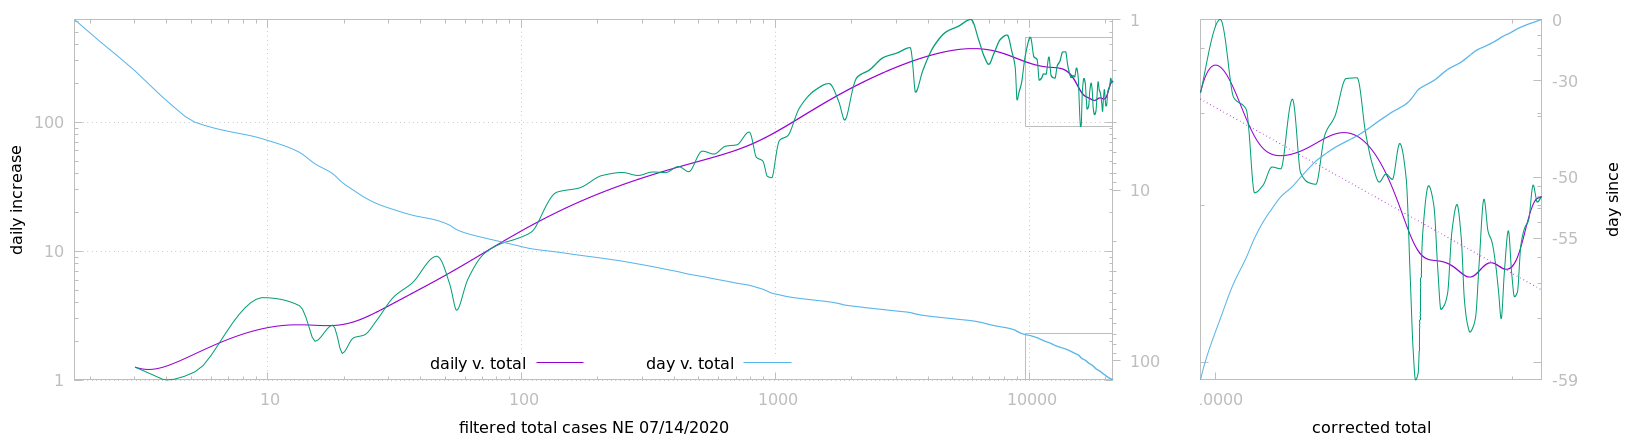 1
0
-30
100
daily increase
-50
day since
10
10
-55
daily v. total
day v. total
100
1
-59
10
100
1000
10000
.0000
filtered total cases NE 07/14/2020
corrected total